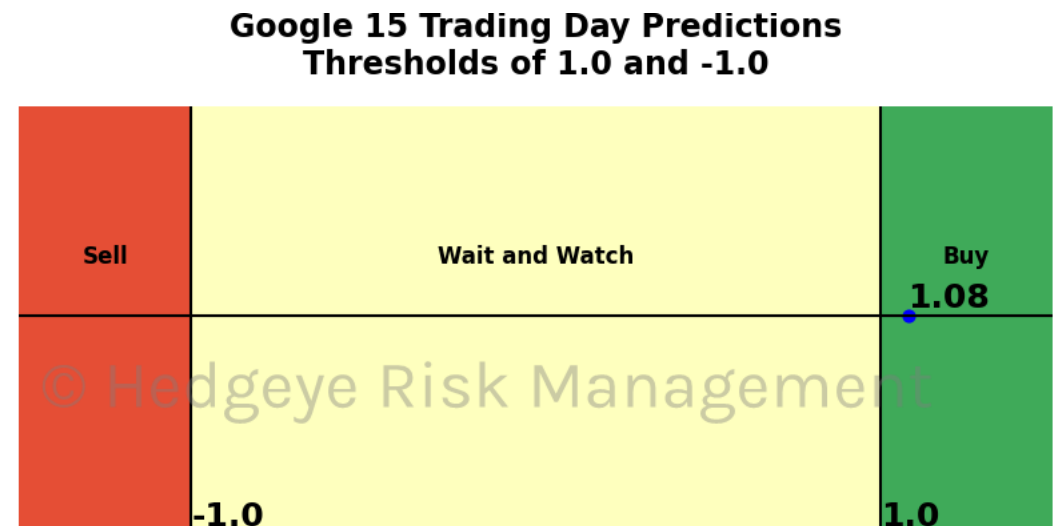 Google 15 Trading Day Predictions
Thresholds of 1.0 and -1.0
Sell
Wait and Watch
Buy
1.08
© Hedgeye Risk Management
-1.0
1.0